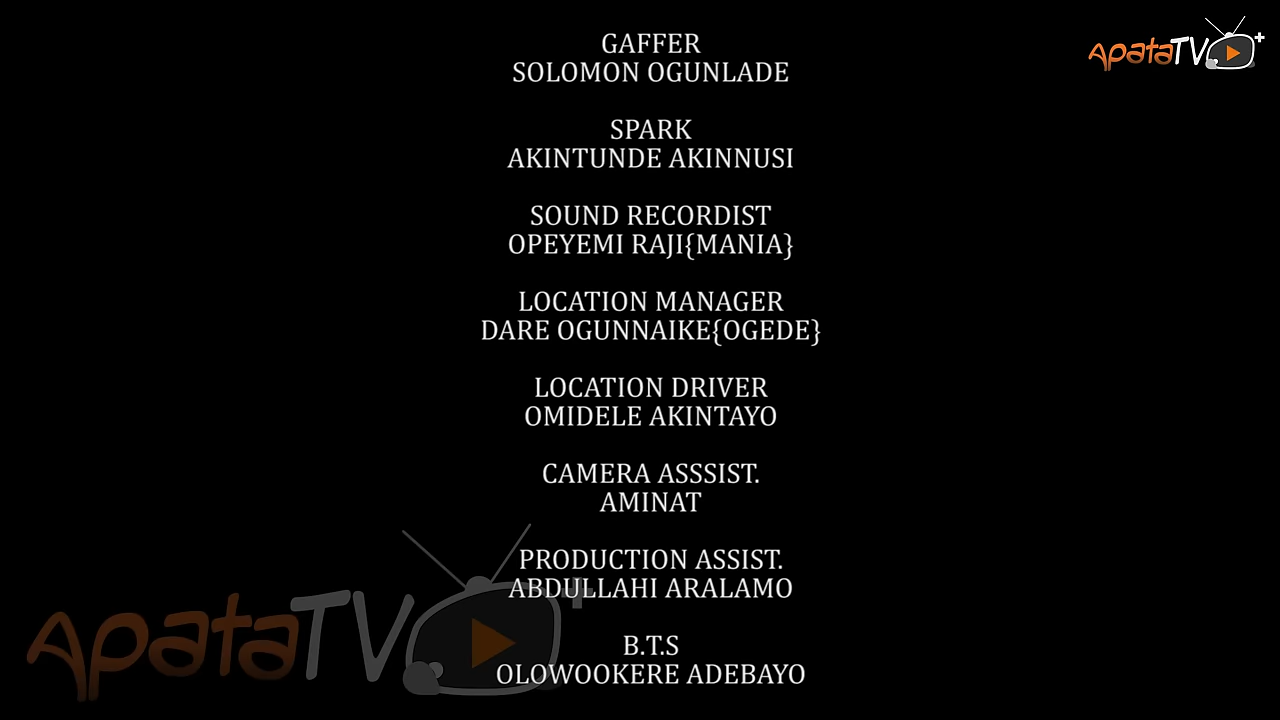 GAFFER
SOLOMON OGUNLADE
SPARK
AKINTUNDE AKINNUSI
SOUND RECORDIST
OPEYEMI RAJI{MANIA}
LOCATION MANAGER
DARE OGUNNAIKE{OGEDE}
LOCATION DRIVER
OMIDELE AKINTAYO
CAMERA ASSSIST.
AMINAT
PRODUCTION ASSIST.
ABDULLAHI ARALAMO
B.T.S
OLOWOOKERE ADEBAYO
ApataTV+
ApataTV+